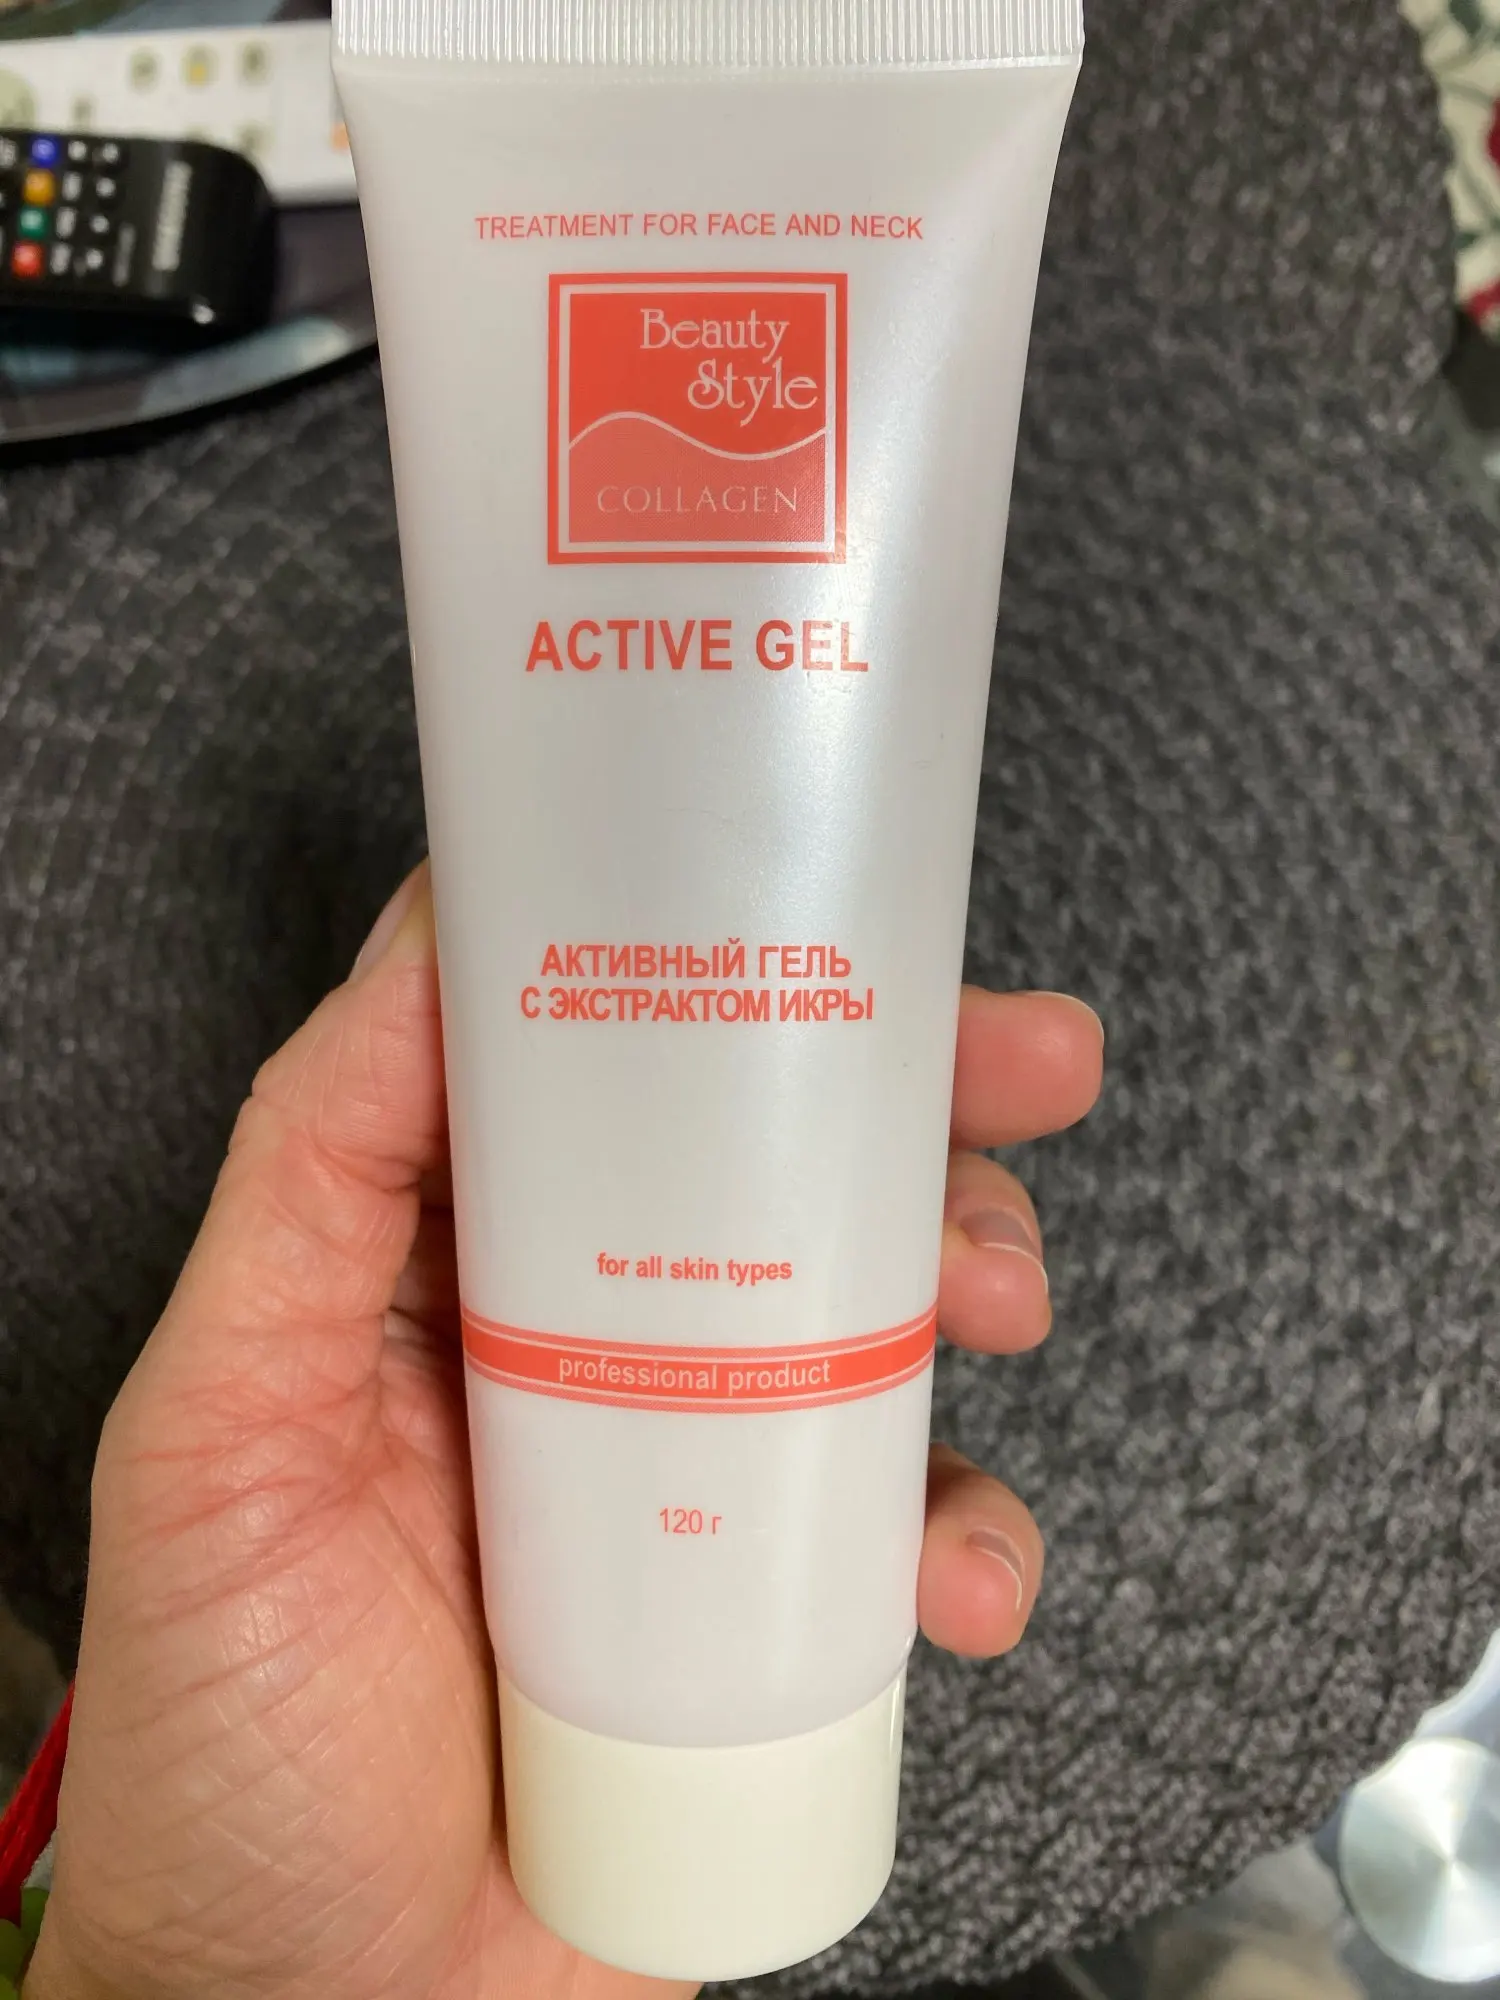 TREATMENT FOR FACE AND NECK
Beauty
Style
COLLAGEN
ACTIVE GEL
АКТИВНЫЙ ГЕЛЬ
С ЭКСТРАКТОМ ИКРЫ
for all skin types
professional product
120 г